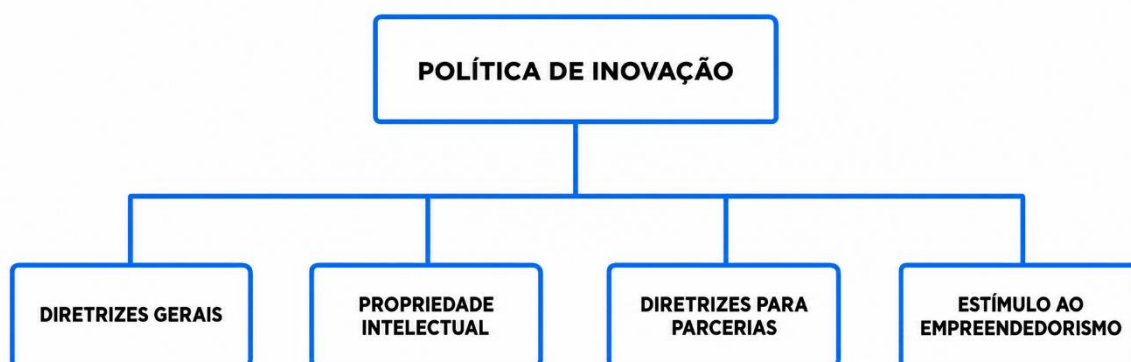 POLÍTICA DE INOVAÇÃO
DIRETRIZES GERAIS
PROPRIEDADE
INTELECTUAL
DIRETRIZES PARA
PARCERIAS
ESTÍMULO AO
EMPREENDEDORISMO